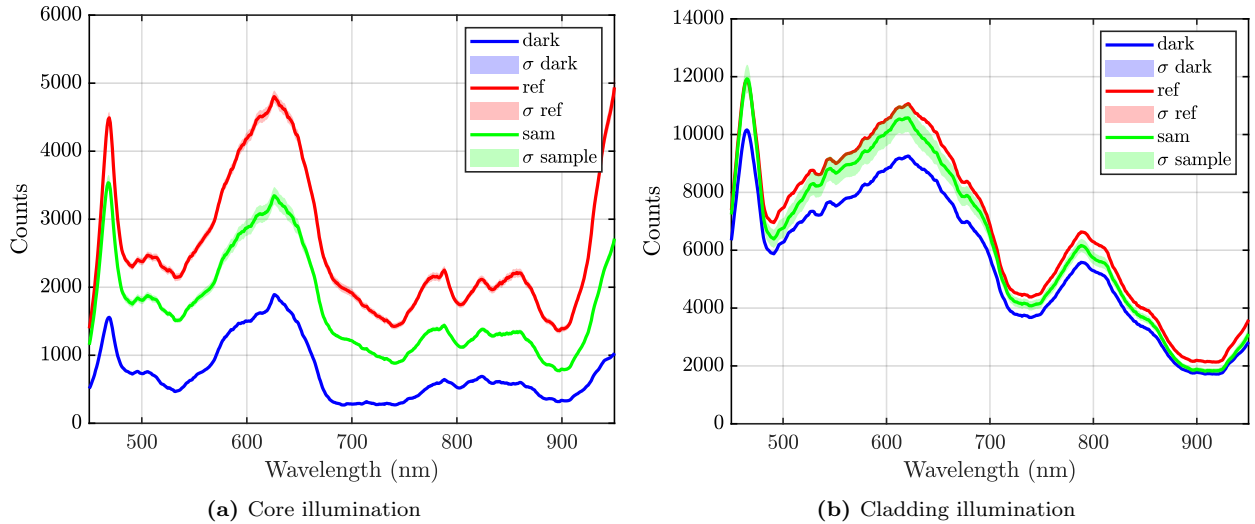 6000
5000
4000
3000
2000
1000
0
500
600
700
800
900
Counts
Wavelength (nm)
dark
σ dark
ref
σ ref
sam
σ sample
(a) Core illumination
14000
12000
10000
8000
6000
4000
2000
0
500
600
700
800
900
Counts
Wavelength (nm)
dark
σ dark
ref
σ ref
sam
σ sample
(b) Cladding illumination